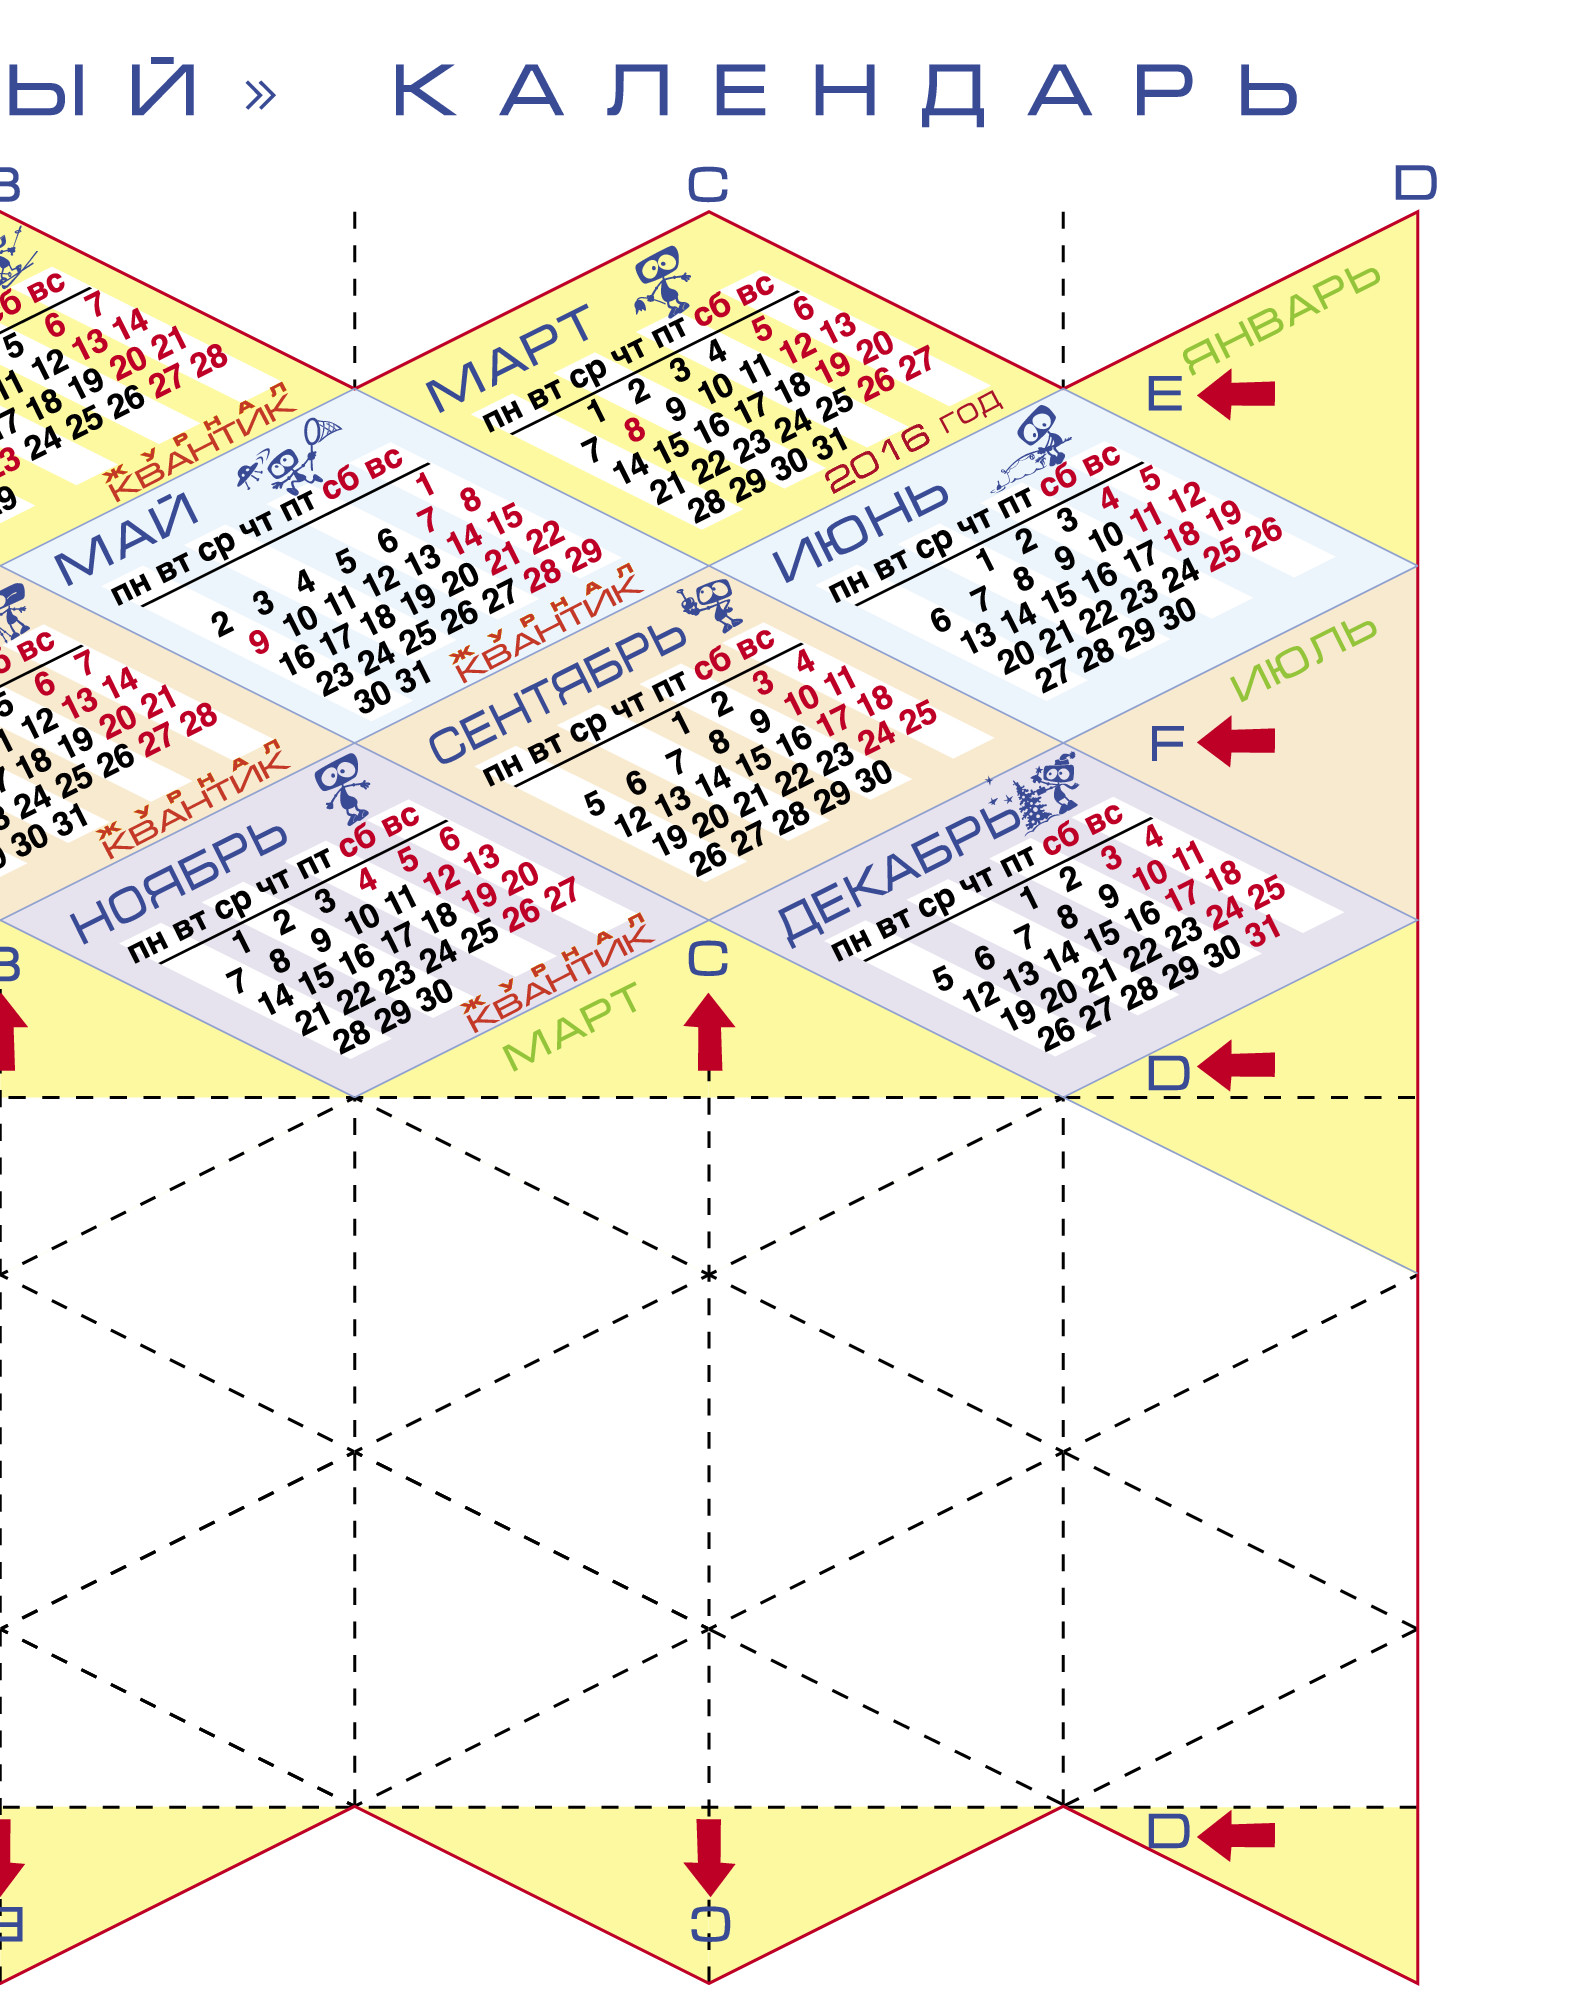 ЫЙ» КАЛЕНДАРЬ
B
C
D
сб вс
5 6 7
11 12 13 14
17 18 19 20 21
24 25 26 27 28
ЖУРНАЛ
КВАНТИК
МАРТ
пн вт ср чт пт сб вс
1 2 3 4 5 6
7 8 9 10 11 12 13
14 15 16 17 18 19 20
21 22 23 24 25 26 27
28 29 30 31
2016 ГОД
ЯНВАРЬ
E
МАЙ
пн вт ср чт пт сб вс
1
2 3 4 5 6 7 8
9 10 11 12 13 14 15
16 17 18 19 20 21 22
23 24 25 26 27 28 29
30 31
ЖУРНАЛ
КВАНТИК
ИЮНЬ
пн вт ср чт пт сб вс
1 2 3 4 5
6 7 8 9 10 11 12
13 14 15 16 17 18 19
20 21 22 23 24 25 26
27 28 29 30
вс
5 6 7
12 13 14
18 19 20 21
24 25 26 27 28
30 31
ЖУРНАЛ
КВАНТИК
СЕНТЯБРЬ
пн вт ср чт пт сб вс
1 2 3 4
5 6 7 8 9 10 11
12 13 14 15 16 17 18
19 20 21 22 23 24 25
26 27 28 29 30
ИЮЛЬ
F
НОЯБРЬ
пн вт ср чт пт сб вс
1 2 3 4 5 6
7 8 9 10 11 12 13
14 15 16 17 18 19 20
21 22 23 24 25 26 27
28 29 30
ЖУРНАЛ
КВАНТИК
ДЕКАБРЬ
пн вт ср чт пт сб вс
1 2 3 4
5 6 7 8 9 10 11
12 13 14 15 16 17 18
19 20 21 22 23 24 25
26 27 28 29 30 31
B
C
МАРТ
D
D
B
C